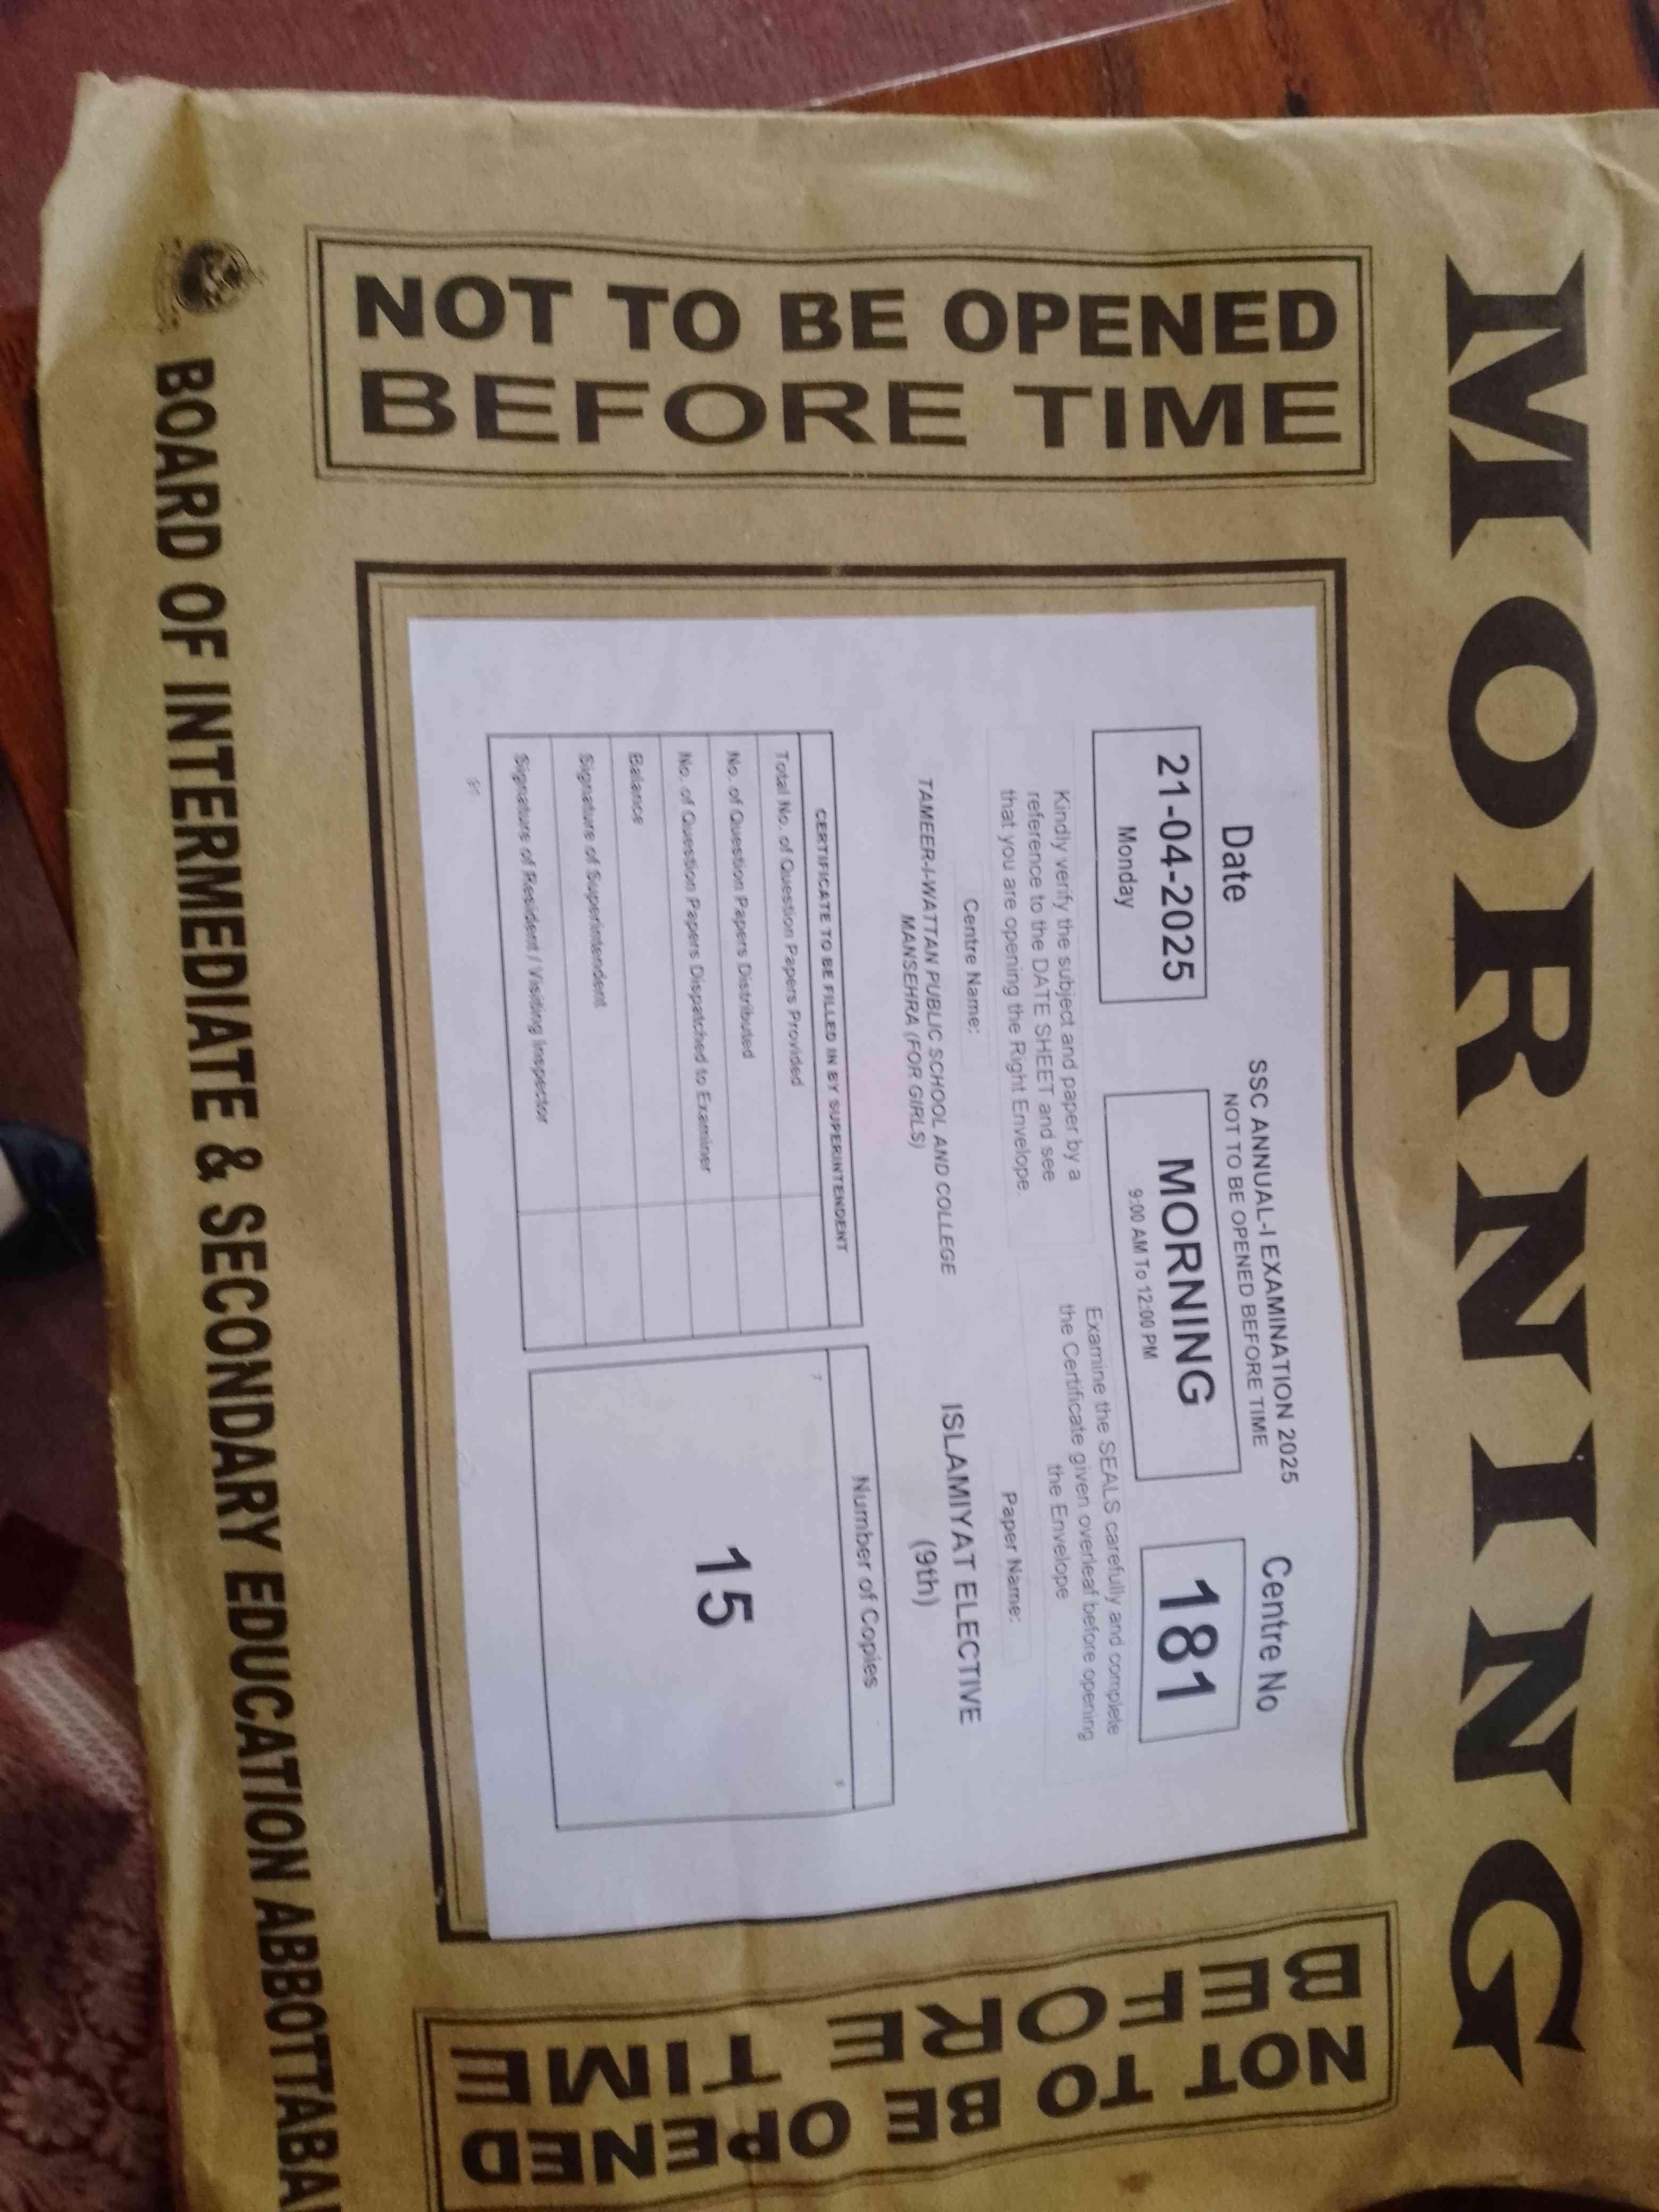 MORNING
NOT TO BE OPENED
BEFORE TIME
SSC ANNUAL-I EXAMINATION 2025
NOT TO BE OPENED BEFORE TIME
Date
21-04-2025
Monday
MORNING
9:00 AM To 12:00 PM
Centre No
181
Kindly verify the subject and paper by a
reference to the DATE SHEET and see
that you are opening the Right Envelope.
Examine the SEALS carefully and complete
the Certificate given overleaf before opening
the Envelope
Centre Name:
TAMEER-I-WATTAN PUBLIC SCHOOL AND COLLEGE
MANSEHRA (FOR GIRLS)
Paper Name:
ISLAMIYAT ELECTIVE
(9th)
CERTIFICATE TO BE FILLED IN BY SUPERINTENDENT
Total No. of Question Papers Provided
No. of Question Papers Distributed
No. of Question Papers Dispatched to Examiner
Balance
Signature of Superintendent
Signature of Resident / Visiting Inspector
Number of Copies
15
NOT TO BE OPENED
BEFORE TIME
BOARD OF INTERMEDIATE & SECONDARY EDUCATION ABBOTTABA